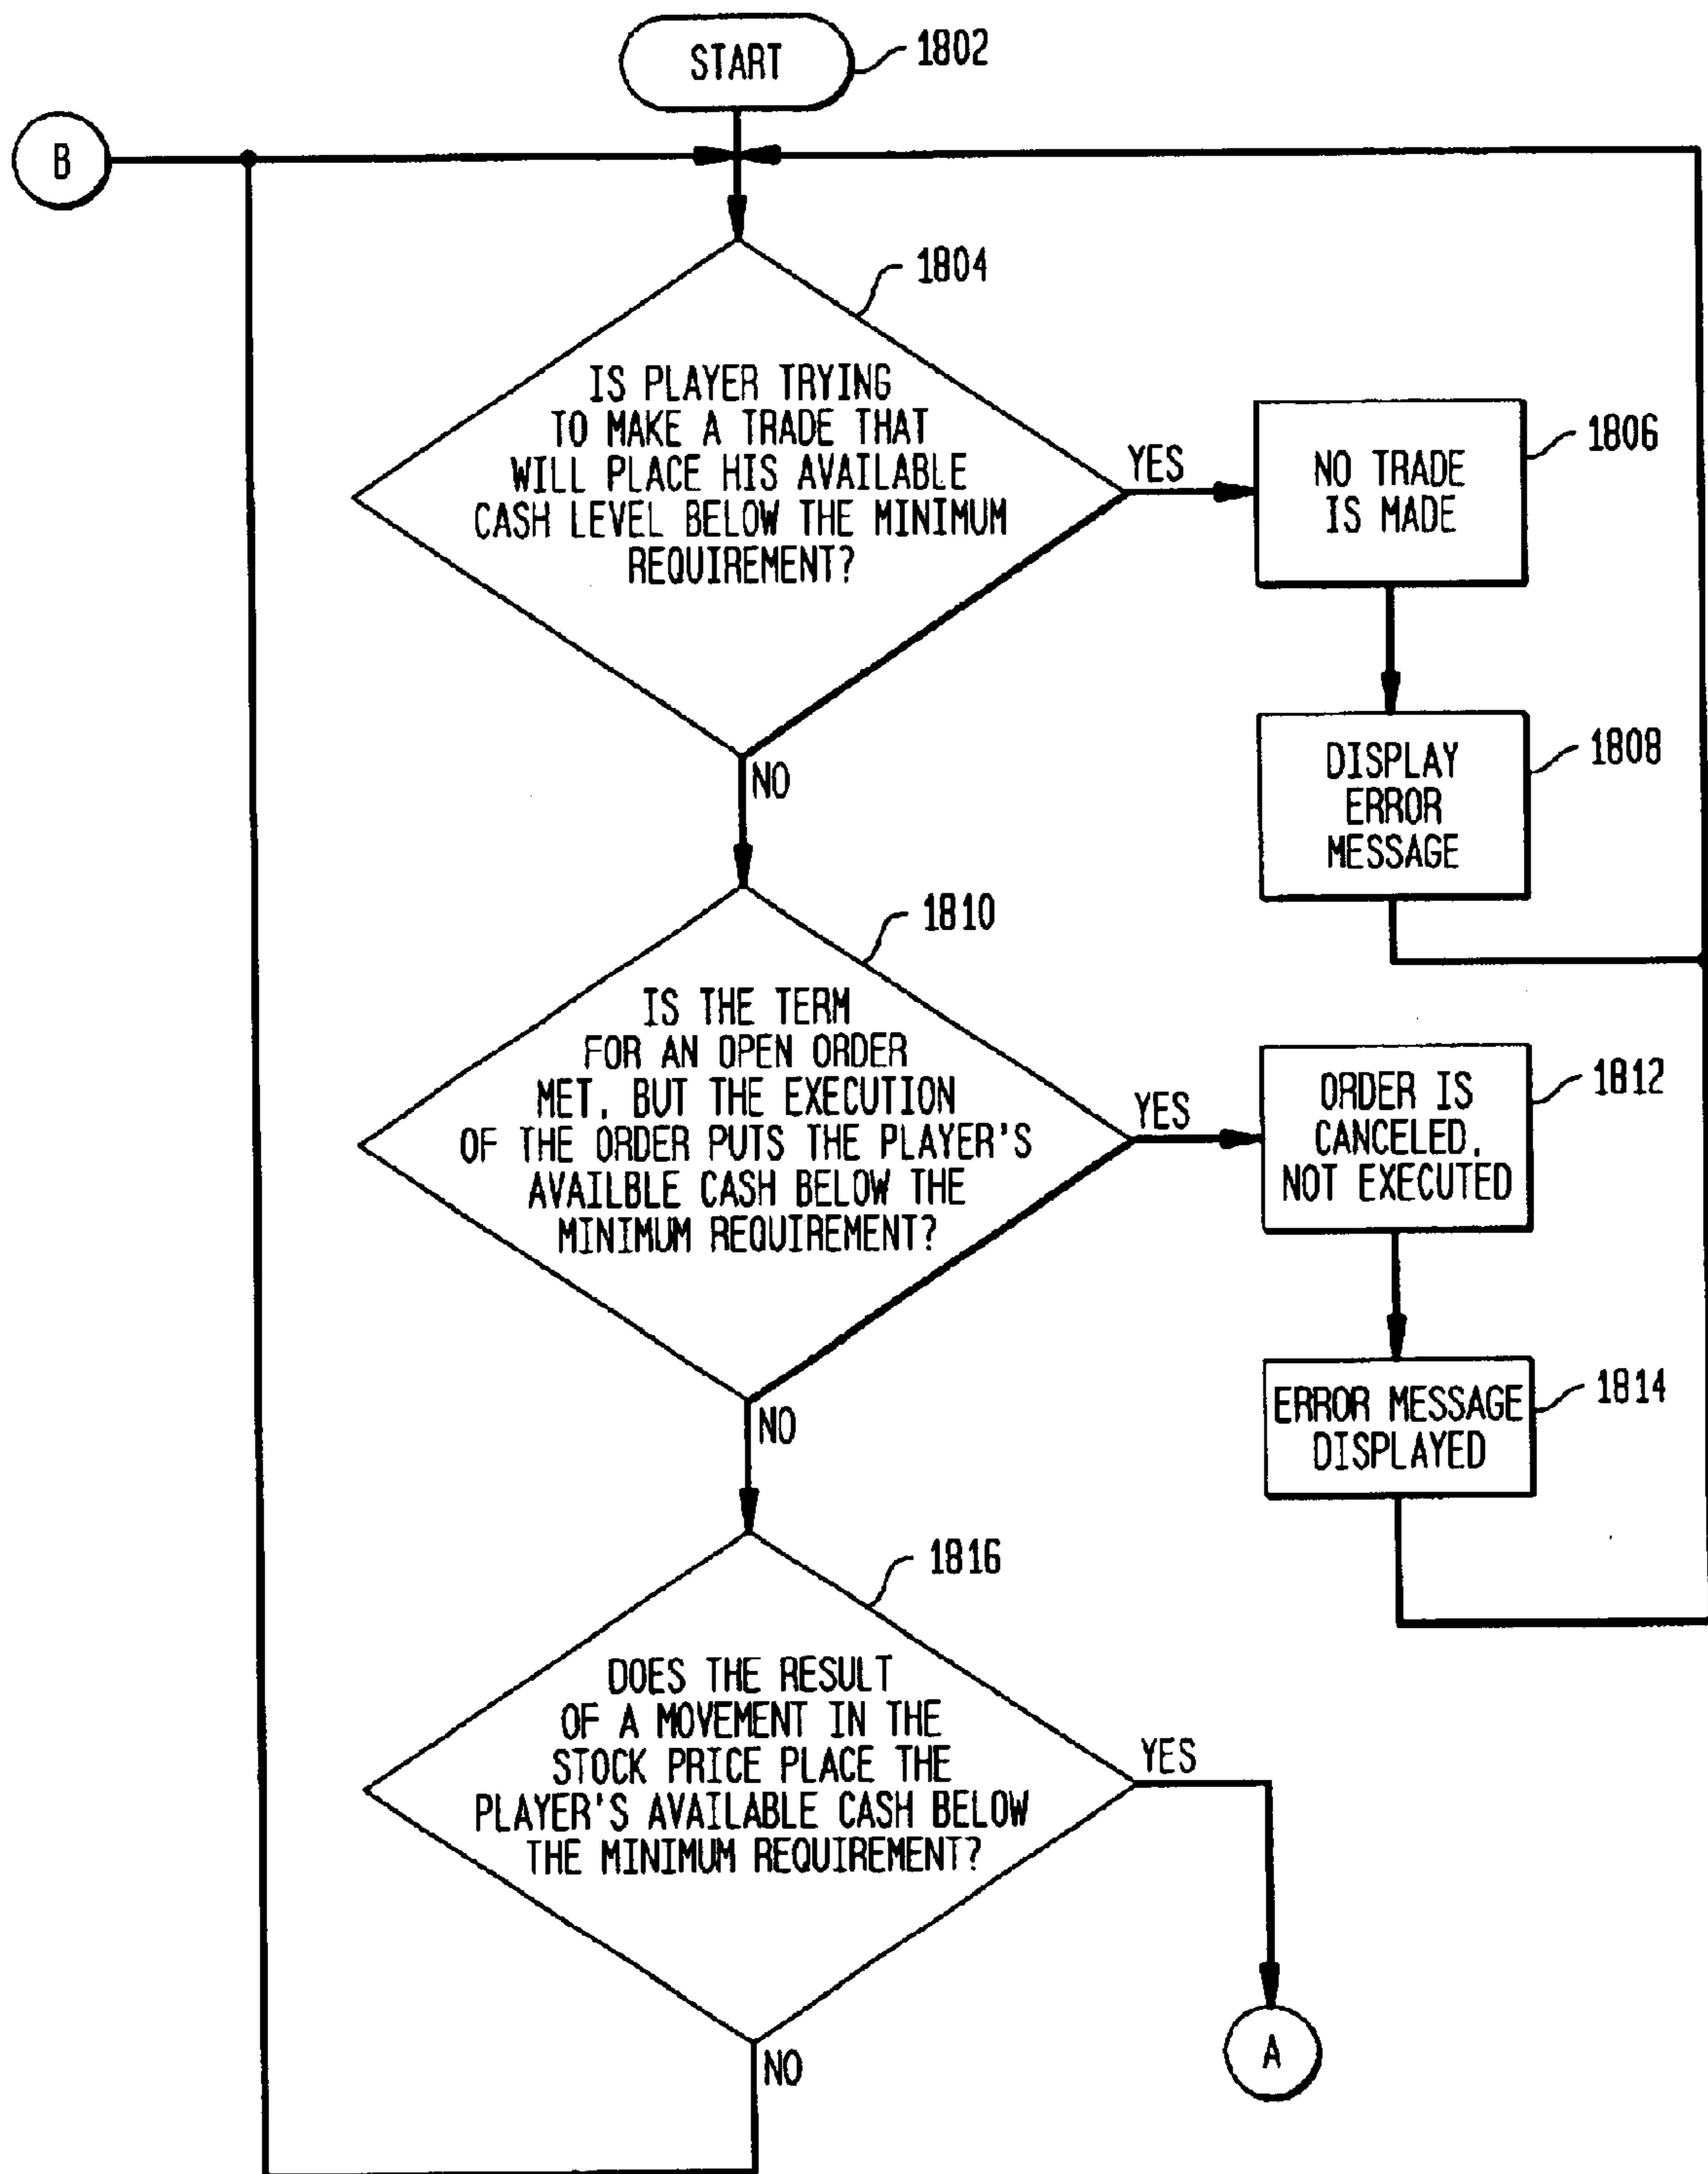 START
1802
B
1804
IS PLAYER TRYING
TO MAKE A TRADE THAT
WILL PLACE HIS AVAILABLE
CASH LEVEL BELOW THE MINIMUM
REQUIREMENT?
YES
NO TRADE
IS MADE
1806
NO
DISPLAY
ERROR
MESSAGE
1808
1810
IS THE TERM
FOR AN OPEN ORDER
MET, BUT THE EXECUTION
OF THE ORDER PUTS THE PLAYER'S
AVAILBLE CASH BELOW THE
MINIMUM REQUIREMENT?
YES
ORDER IS
CANCELED,
NOT EXECUTED
1812
NO
ERROR MESSAGE
DISPLAYED
1814
1816
DOES THE RESULT
OF A MOVEMENT IN THE
STOCK PRICE PLACE THE
PLAYER'S AVAILABLE CASH BELOW
THE MINIMUM REQUIREMENT?
YES
NO
A